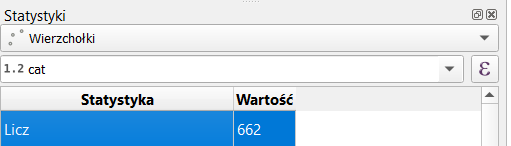 Statystyki
Wierzchołki
1.2 cat
ε
Statystyka Wartość
Licz 662